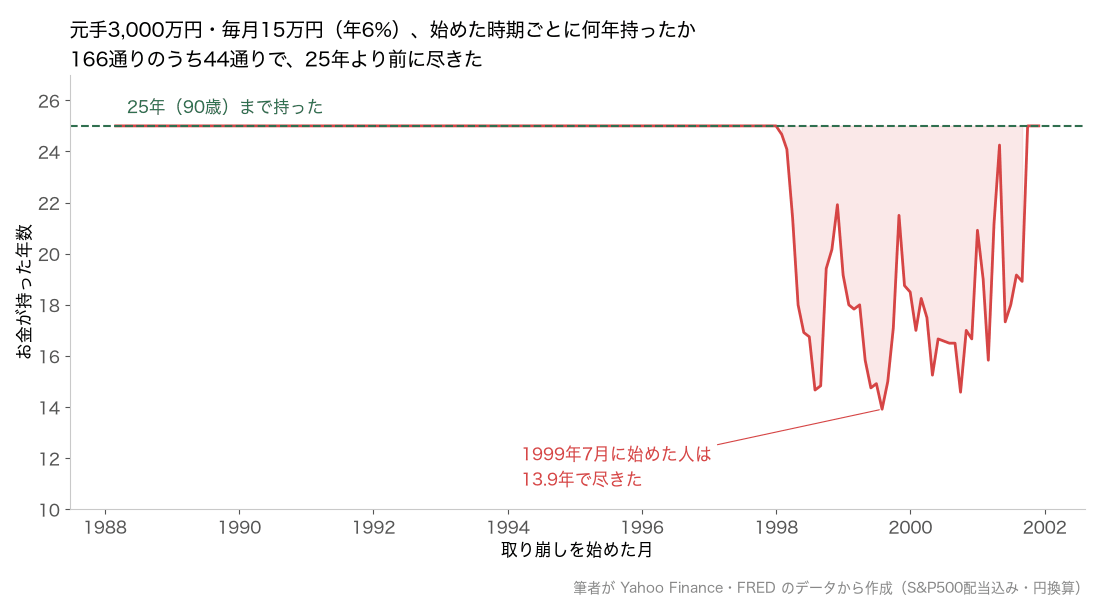 元手3,000万円・毎月15万円（年6%）、始めた時期ごとに何年持ったか
166通りのうち44通りで、25年より前に尽きた
25年（90歳）まで持った
お金が持った年数
26
24
22
20
18
16
14
12
10
1999年7月に始めた人は
13.9年で尽きた
1988
1990
1992
1994
1996
1998
2000
2002
取り崩しを始めた月
筆者が Yahoo Finance・FRED のデータから作成（S&P500配当込み・円換算）